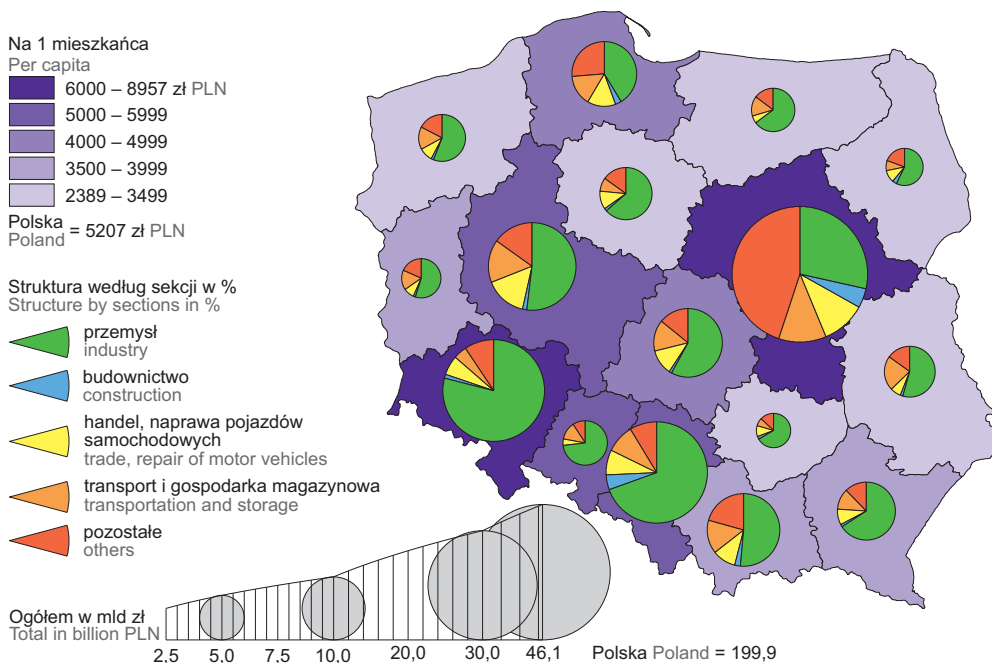 Na 1 mieszkańca
Per capita
6000 – 8957 zł PLN
5000 – 5999
4000 – 4999
3500 – 3999
2389 – 3499
Polska
Poland = 5207 zł PLN
Struktura według sekcji w %
Structure by sections in %
przemysł
industry
budownictwo
construction
handel, naprawa pojazdów
samochodowych
trade, repair of motor vehicles
transport i gospodarka magazynowa
transportation and storage
pozostałe
others
Ogółem w mld zł
Total in billion PLN
2,5 5,0 7,5 10,0 20,0 30,0 46,1 Polska Poland = 199,9